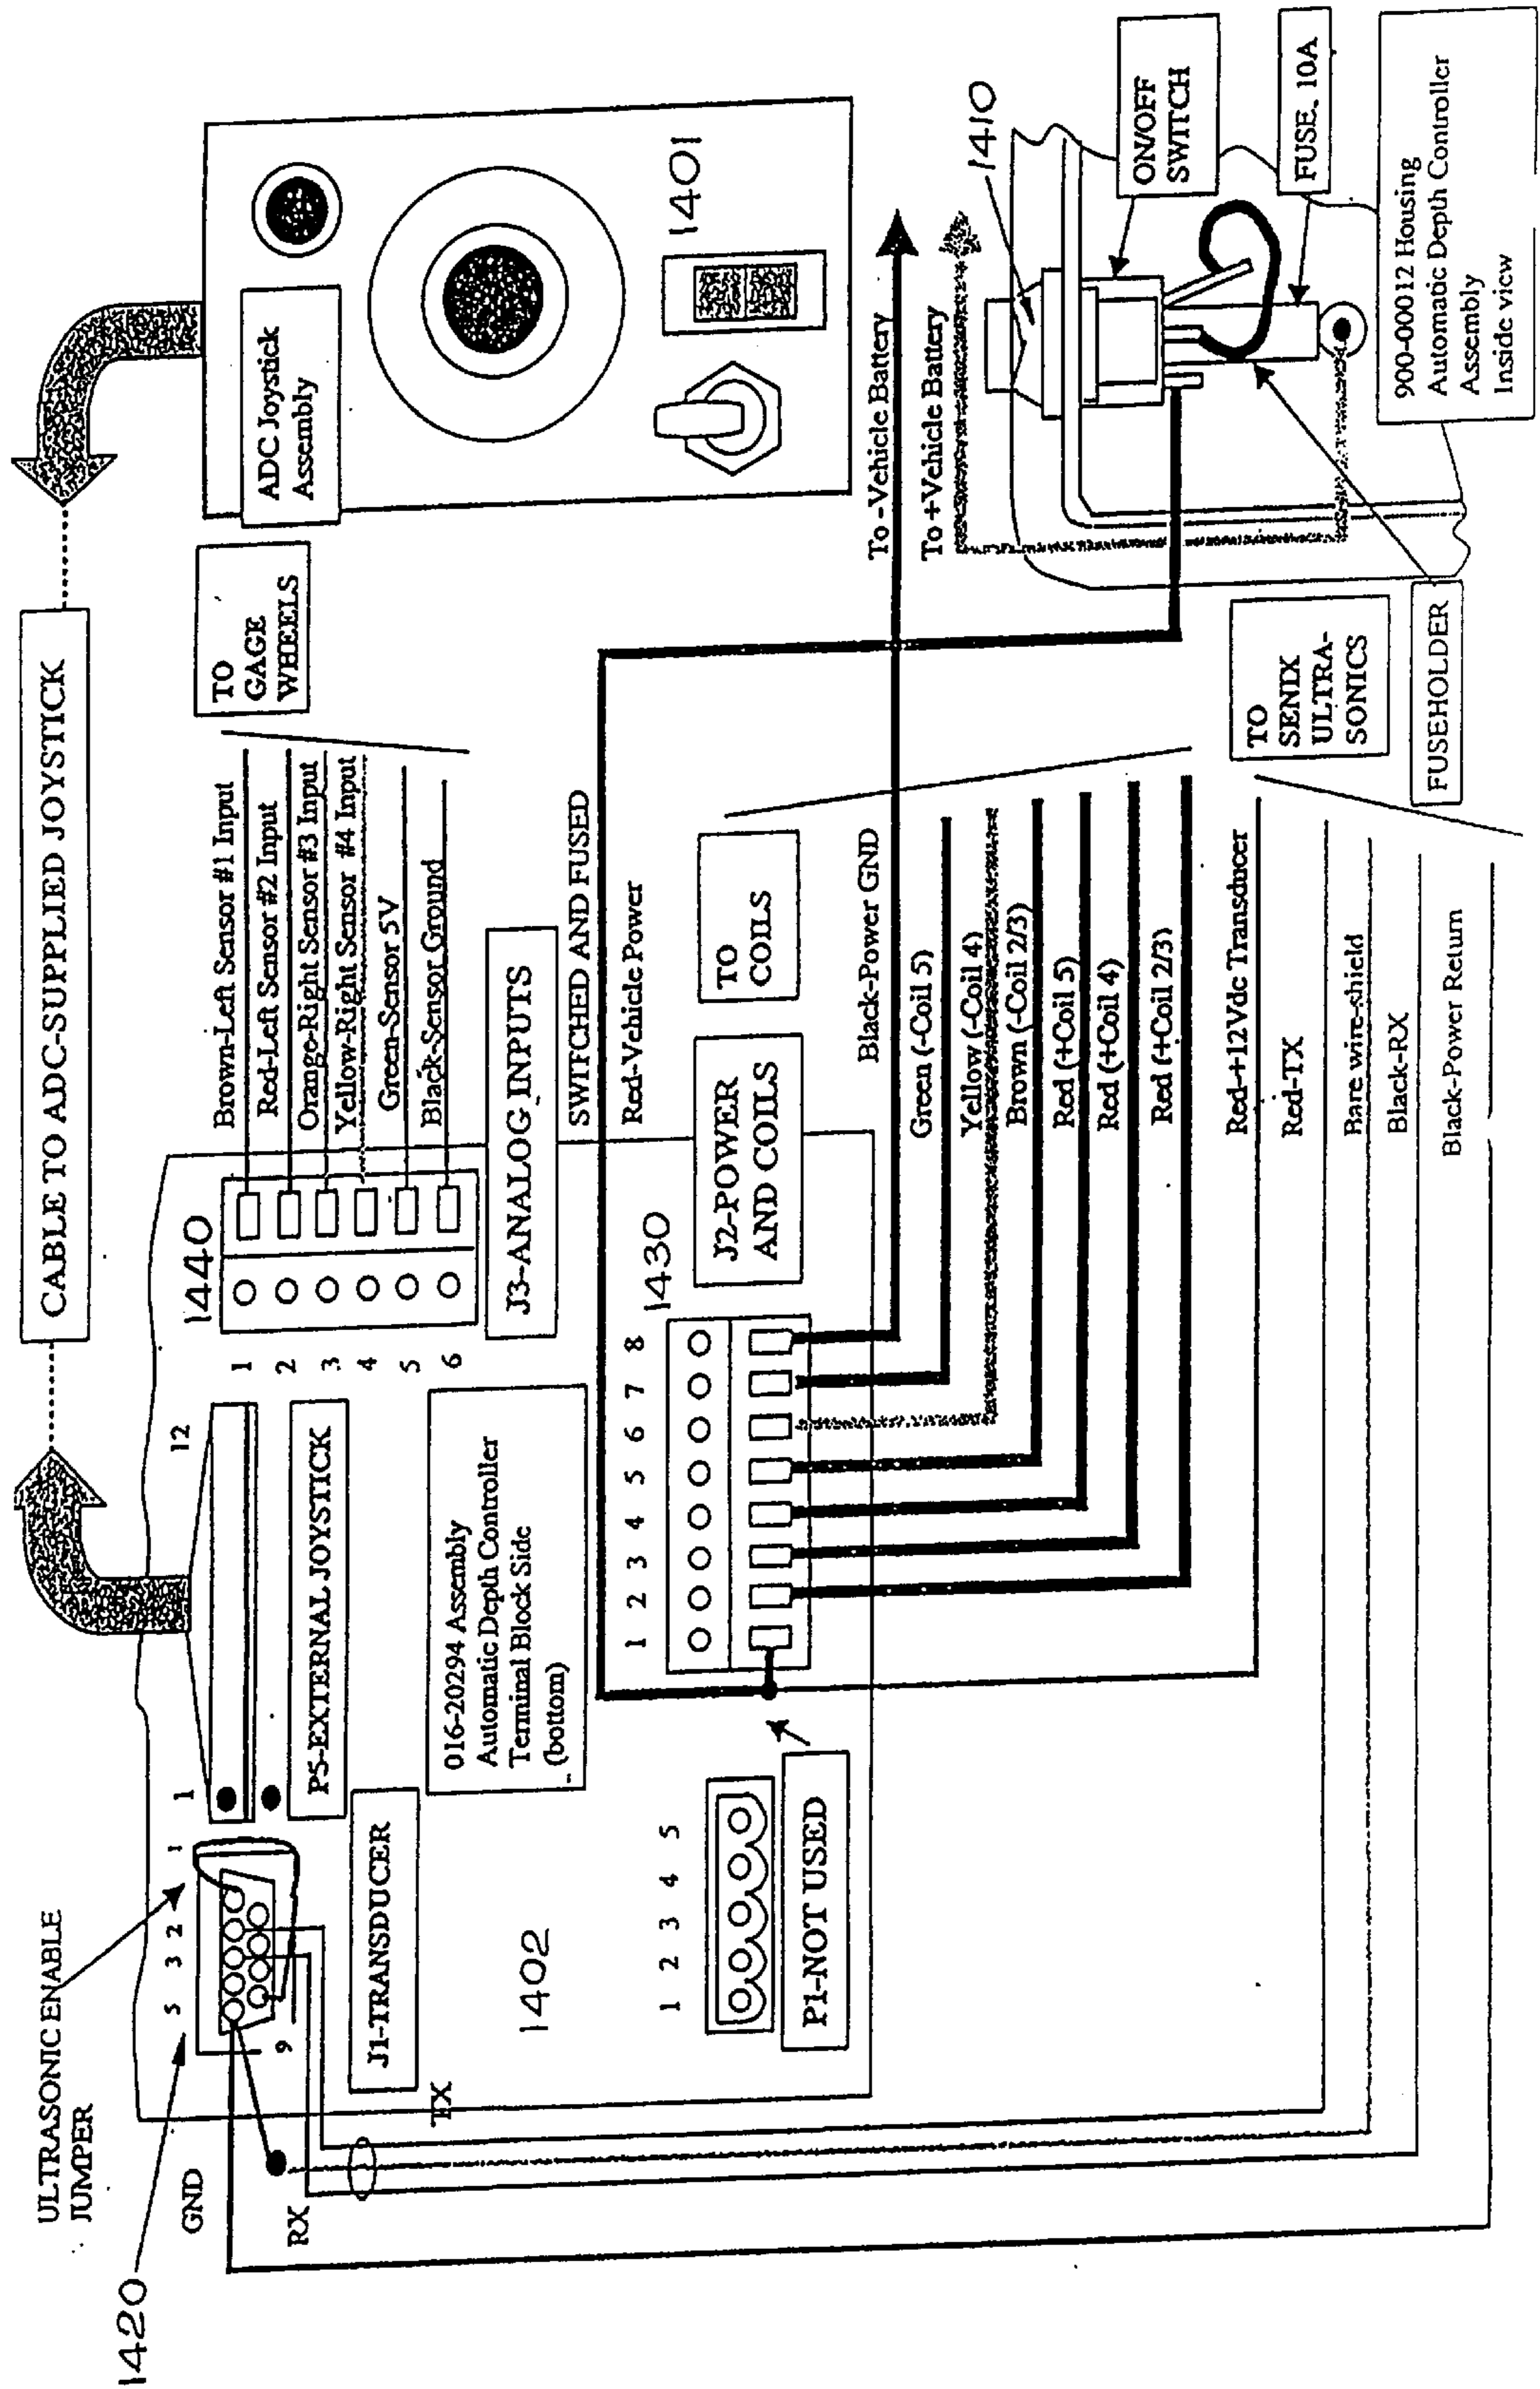 CABLE TO ADC-SUPPLIED JOYSTICK
1420
ULTRASONIC ENABLE
JUMPER
GND
RX
TX
5
3
2
1
9
1
12
P5-EXTERNAL JOYSTICK
J1-TRANSDUCER
1402
016-20294 Assembly
Automatic Depth Controller
Terminal Block Side
(bottom)
1440
1
2
3
4
5
6
Brown-Left Sensor #1 Input
Red-Left Sensor #2 Input
Orange-Right Sensor #3 Input
Yellow-Right Sensor #4 Input
Green-Sensor 5V
Black-Sensor Ground
TO
GAGE
WHEELS
J3-ANALOG INPUTS
ADC Joystick
Assembly
1401
SWITCHED AND FUSED
Red-Vehicle Power
1 2 3 4 5
P1-NOT USED
1 2 3 4 5 6 7 8
1430
J2-POWER
AND COILS
TO
COILS
Black-Power GND
Green (-Coil 5)
Yellow (-Coil 4)
Brown (-Coil 2/3)
Red (+Coil 5)
Red (+Coil 4)
Red (+Coil 2/3)
To -Vehicle Battery
To +Vehicle Battery
1410
ON/OFF
SWITCH
FUSE. 10A
900-00012 Housing
Automatic Depth Controller
Assembly
Inside view
Red-+12Vdc Transducer
Red-TX
Bare wire-shield
Black-RX
Black-Power Return
TO
SENIX
ULTRA-
SONICS
FUSEHOLDER